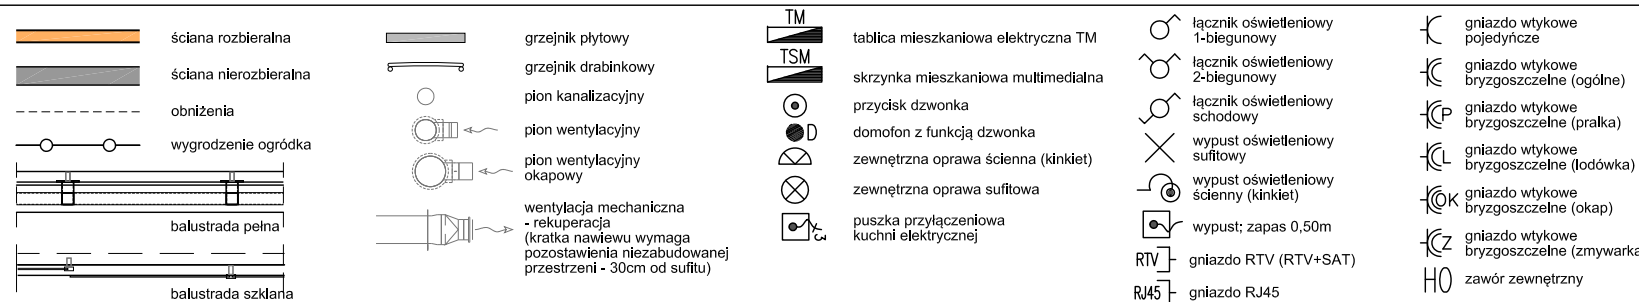 ściana rozbieralna
ściana nierozbieralna
obniżenia
wygrodzenie ogródka
balustrada pełna
balustrada szklana
grzejnik płytowy
grzejnik drabinkowy
pion kanalizacyjny
pion wentylacyjny
pion wentylacyjny
okapowy
wentylacja mechaniczna
- rekuperacja
(kratka nawiewu wymaga
pozostawienia niezabudowanej
przestrzeni - 30cm od sufitu)
TM
tablica mieszkaniowa elektryczna TM
TSM
skrzynka mieszkaniowa multimedialna
przycisk dzwonka
D
domofon z funkcją dzwonka
zewnętrzna oprawa ścienna (kinkiet)
zewnętrzna oprawa sufitowa
x3
puszka przyłączeniowa
kuchni elektrycznej
łącznik oświetleniowy
1-biegunowy
łącznik oświetleniowy
2-biegunowy
łącznik oświetleniowy
schodowy
wypust oświetleniowy
sufitowy
wypust oświetleniowy
ścienny (kinkiet)
wypust; zapas 0,50m
RTV
gniazdo RTV (RTV+SAT)
RJ45
gniazdo RJ45
gniazdo wtykowe
pojedyńcze
gniazdo wtykowe
bryzgoszczelne (ogólne)
P
gniazdo wtykowe
bryzgoszczelne (pralka)
L
gniazdo wtykowe
bryzgoszczelne (lodówka)
OK
gniazdo wtykowe
bryzgoszczelne (okap)
Z
gniazdo wtykowe
bryzgoszczelne (zmywarka
HO
zawór zewnętrzny